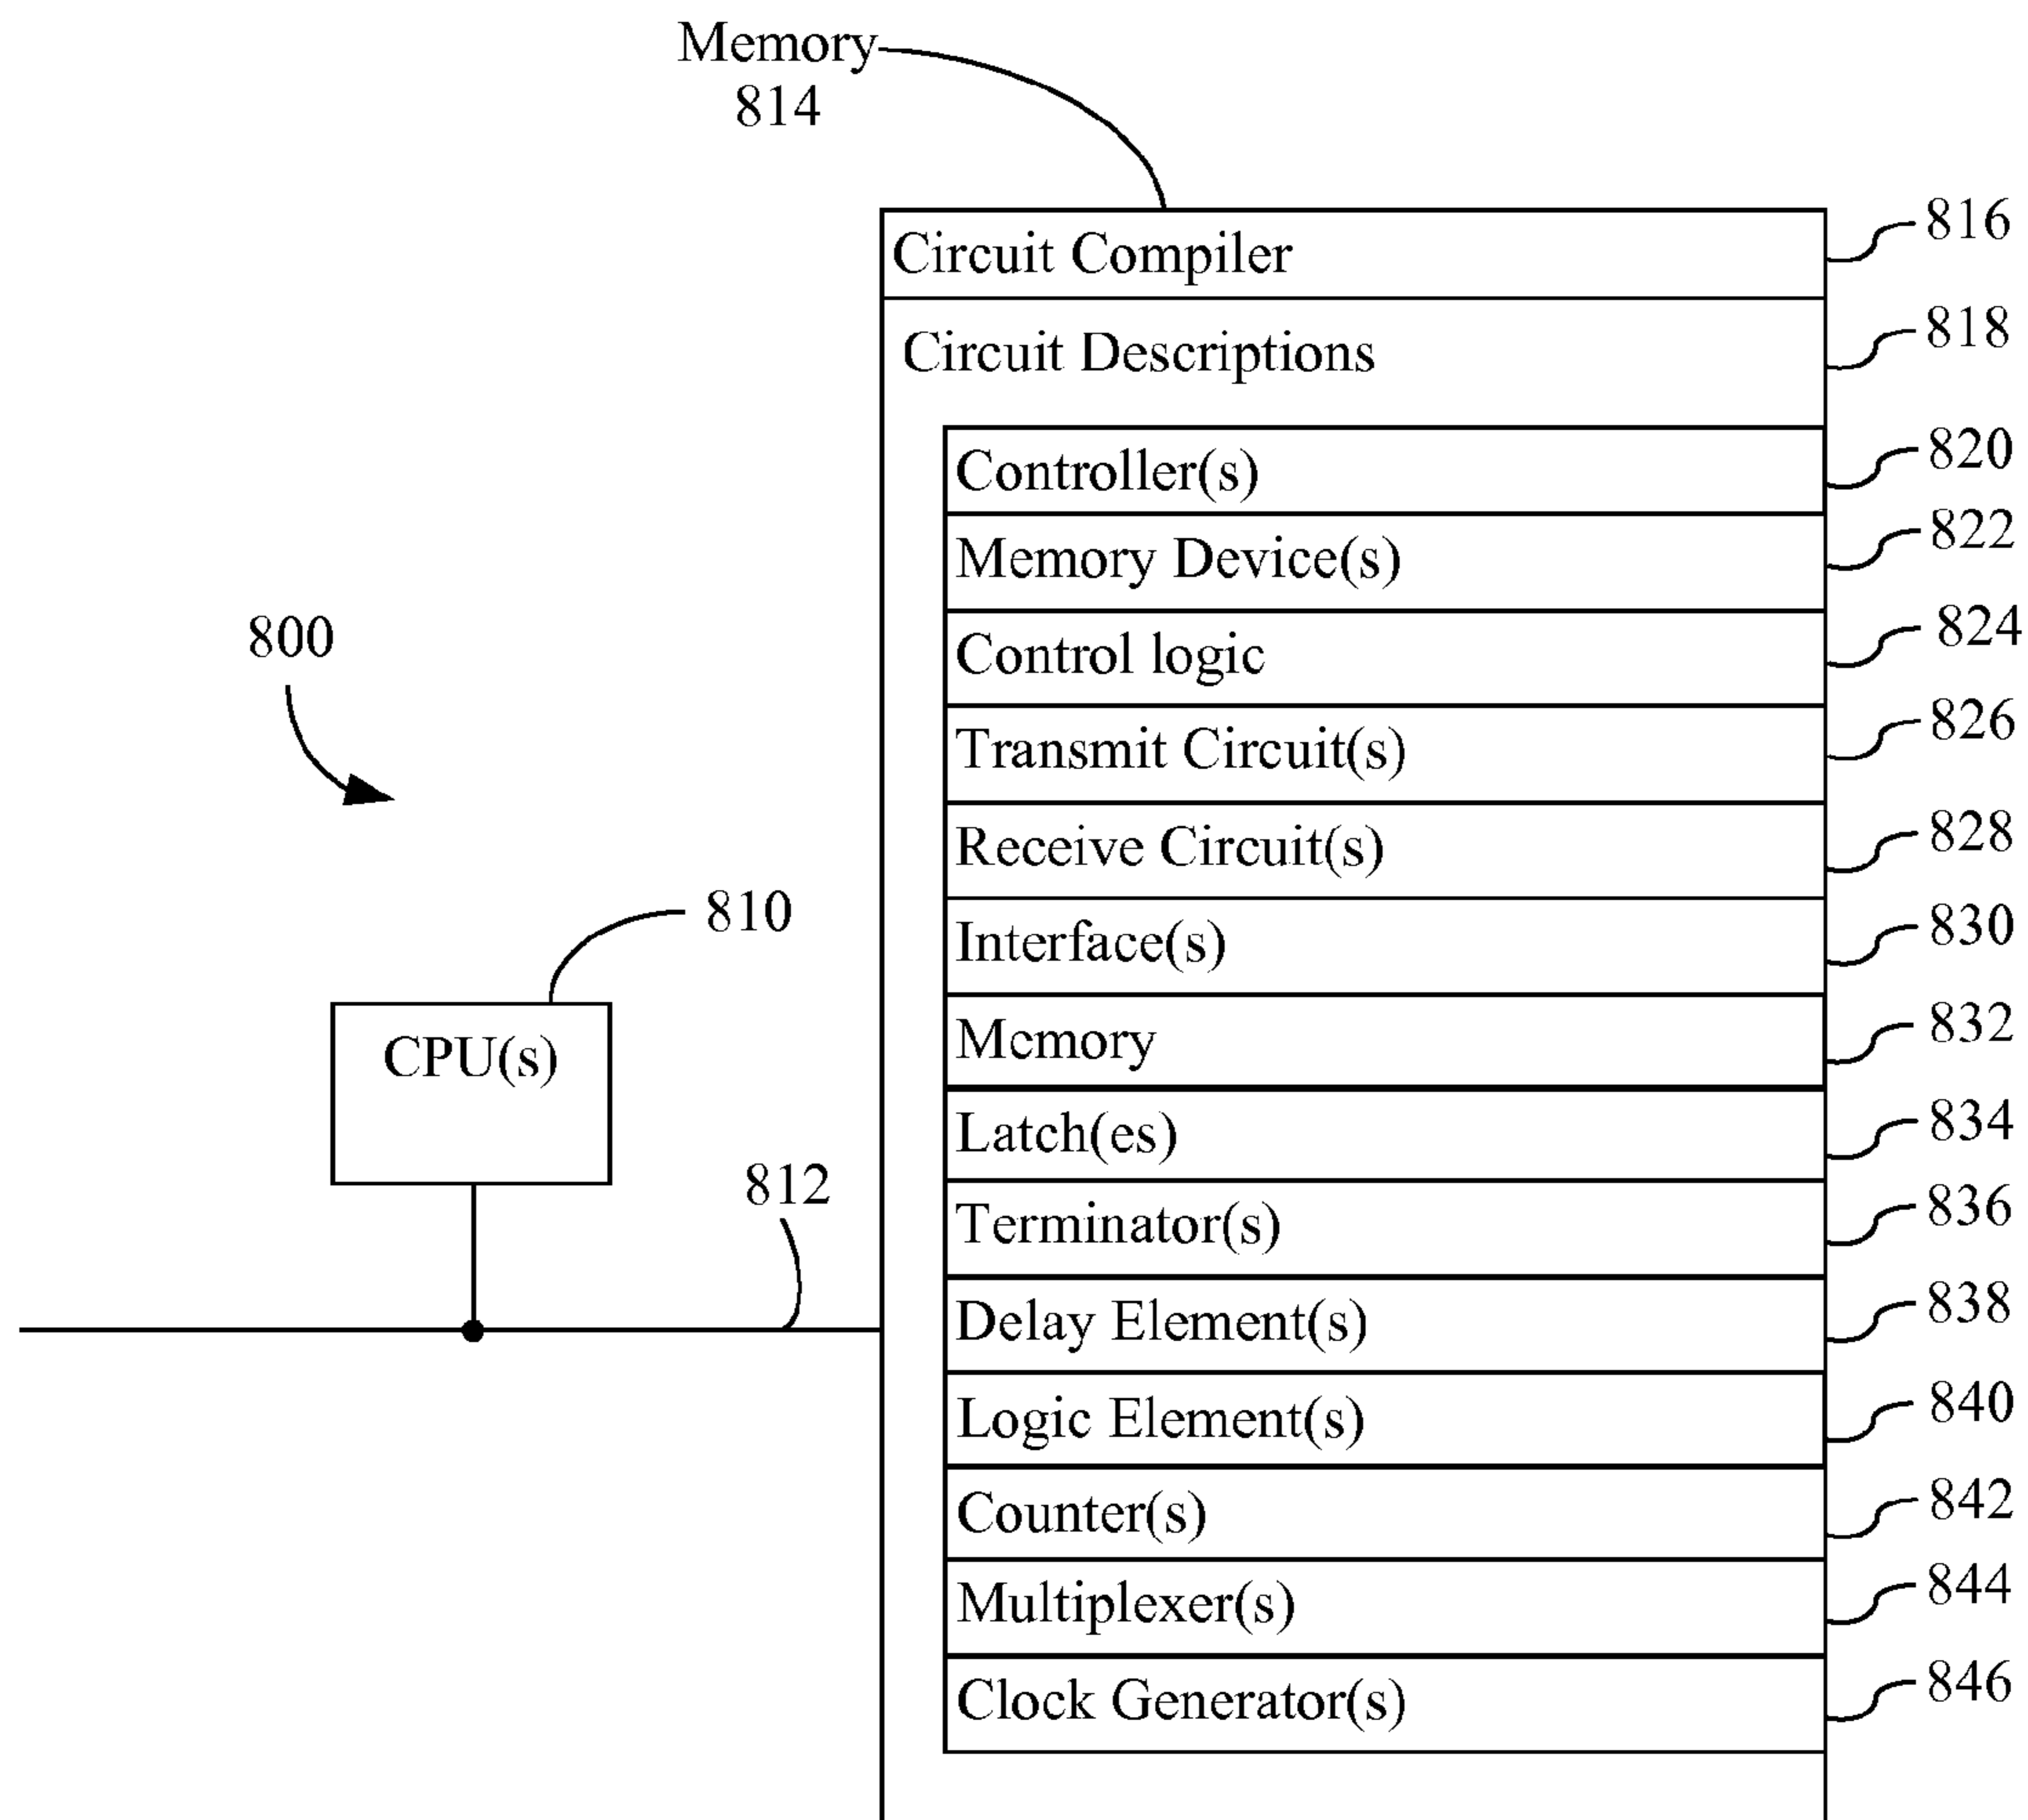 Memory
814
Circuit Compiler 816
Circuit Descriptions 818
Controller(s) 820
Memory Device(s) 822
Control logic 824
800
Transmit Circuit(s) 826
Receive Circuit(s) 828
810
Interface(s) 830
CPU(s)
Mcmory 832
Latch(es) 834
812
Terminator(s) 836
Delay Element(s) 838
Logic Element(s) 840
Counter(s) 842
Multiplexer(s) 844
Clock Generator(s) 846